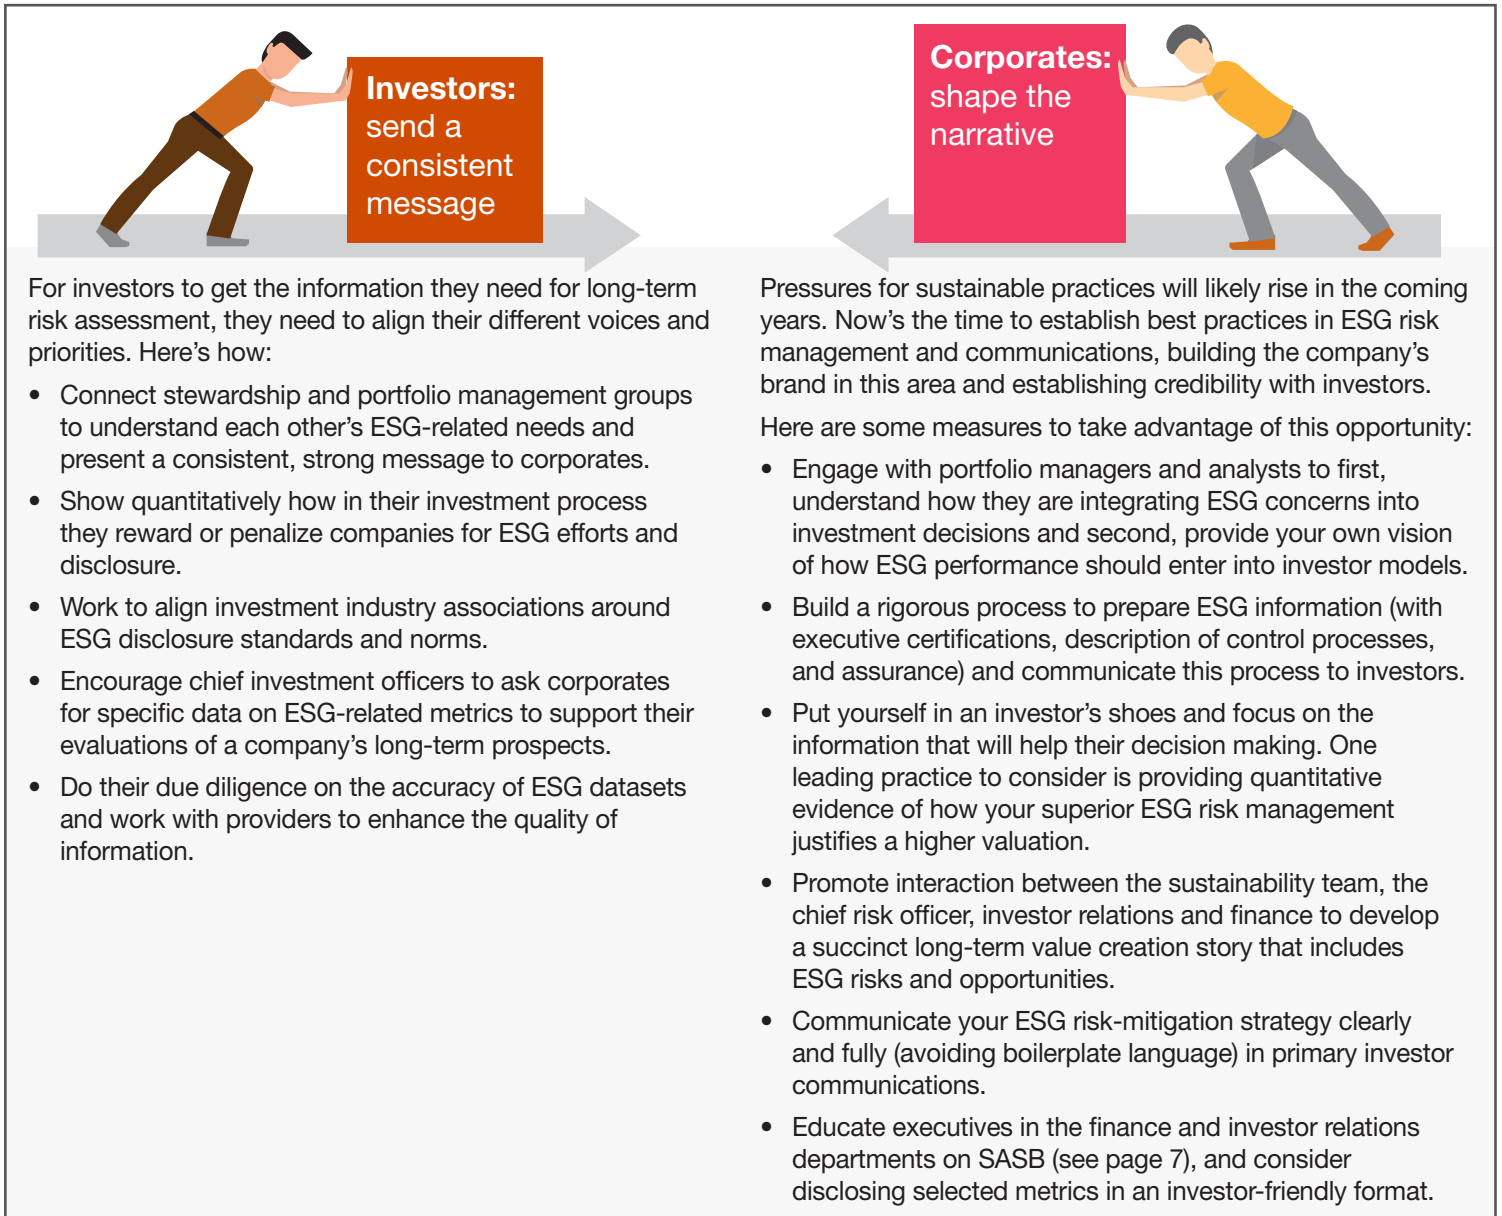 Investors:
send a
consistent
message
For investors to get the information they need for long-term
risk assessment, they need to align their different voices and
priorities. Here’s how:
• Connect stewardship and portfolio management groups
to understand each other’s ESG-related needs and
present a consistent, strong message to corporates.
• Show quantitatively how in their investment process
they reward or penalize companies for ESG efforts and
disclosure.
• Work to align investment industry associations around
ESG disclosure standards and norms.
• Encourage chief investment officers to ask corporates
for specific data on ESG-related metrics to support their
evaluations of a company’s long-term prospects.
• Do their due diligence on the accuracy of ESG datasets
and work with providers to enhance the quality of
information.
Corporates:
shape the
narrative
Pressures for sustainable practices will likely rise in the coming
years. Now’s the time to establish best practices in ESG risk
management and communications, building the company’s
brand in this area and establishing credibility with investors.
Here are some measures to take advantage of this opportunity:
• Engage with portfolio managers and analysts to first,
understand how they are integrating ESG concerns into
investment decisions and second, provide your own vision
of how ESG performance should enter into investor models.
• Build a rigorous process to prepare ESG information (with
executive certifications, description of control processes,
and assurance) and communicate this process to investors.
• Put yourself in an investor’s shoes and focus on the
information that will help their decision making. One
leading practice to consider is providing quantitative
evidence of how your superior ESG risk management
justifies a higher valuation.
• Promote interaction between the sustainability team, the
chief risk officer, investor relations and finance to develop
a succinct long-term value creation story that includes
ESG risks and opportunities.
• Communicate your ESG risk-mitigation strategy clearly
and fully (avoiding boilerplate language) in primary investor
communications.
• Educate executives in the finance and investor relations
departments on SASB (see page 7), and consider
disclosing selected metrics in an investor-friendly format.